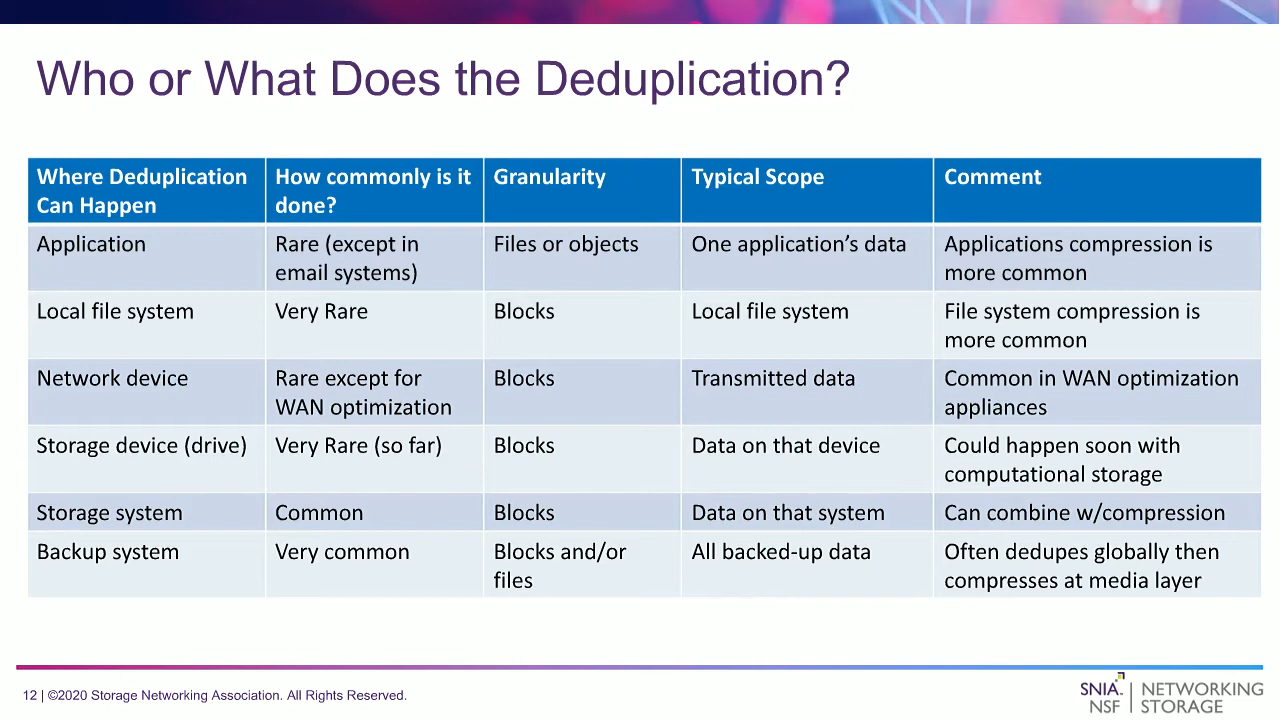 Who or What Does the Deduplication?
Where Deduplication Can Happen
How commonly is it done?
Granularity
Typical Scope
Comment
Application
Rare (except in email systems)
Files or objects
One application’s data
Applications compression is more common
Local file system
Very Rare
Blocks
Local file system
File system compression is more common
Network device
Rare except for WAN optimization
Blocks
Transmitted data
Common in WAN optimization appliances
Storage device (drive)
Very Rare (so far)
Blocks
Data on that device
Could happen soon with computational storage
Storage system
Common
Blocks
Data on that system
Can combine w/compression
Backup system
Very common
Blocks and/or files
All backed-up data
Often dedupes globally then compresses at media layer
12 | ©2020 Storage Networking Association. All Rights Reserved.
SNIA. | NETWORKING
NSF | STORAGE